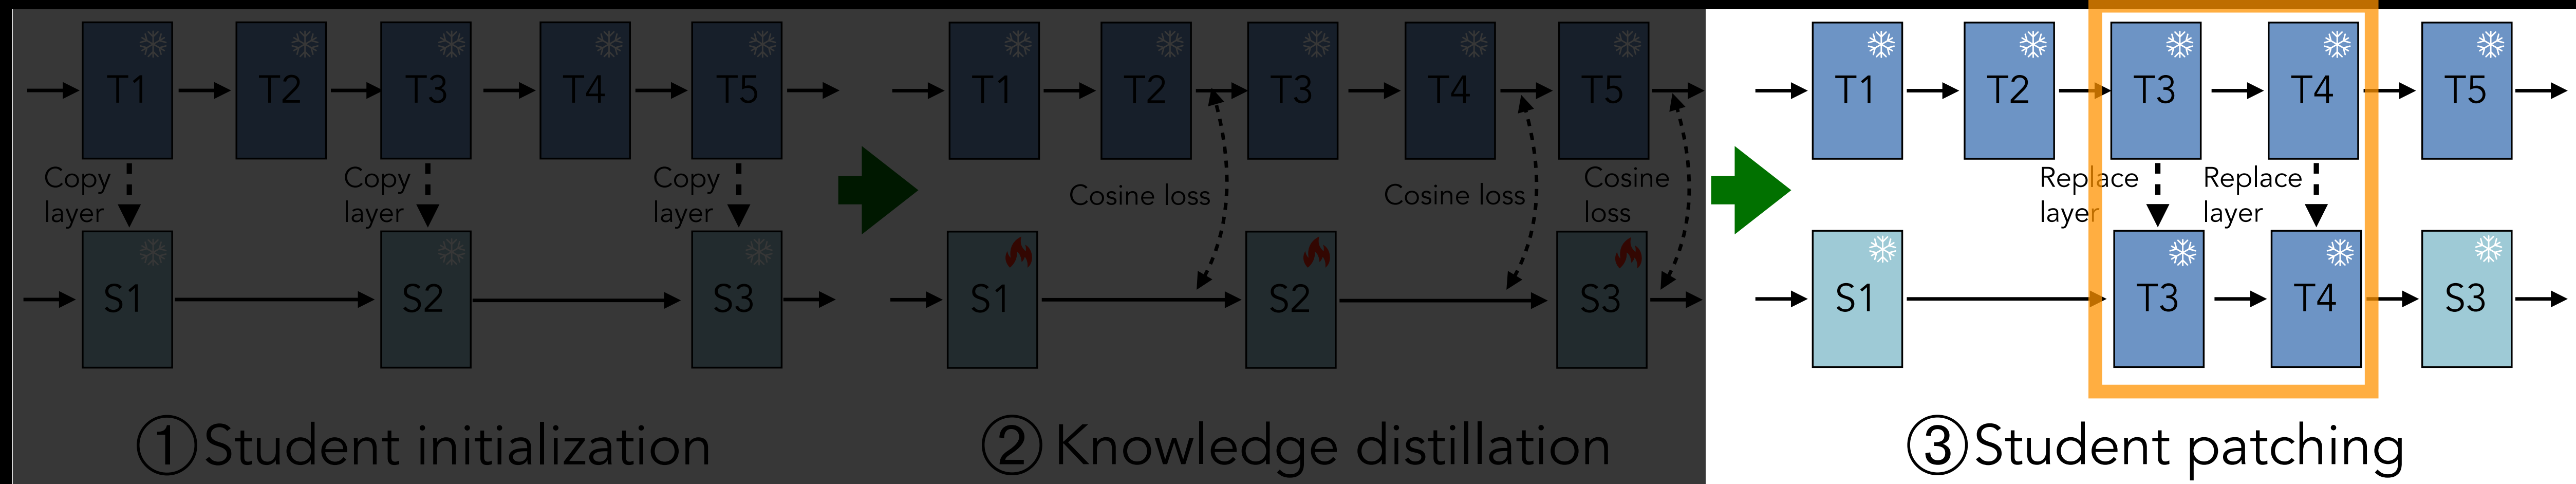 T1 T2 T3 T4 T5
Copy layer Copy layer Copy layer
S1 S2 S3
①Student initialization
T1 T2 T3 T4 T5
Cosine loss Cosine loss Cosine loss
S1 S2 S3
②Knowledge distillation
T1 T2 T3 T4 T5
Replace layer Replace layer
S1 T3 T4 S3
③Student patching